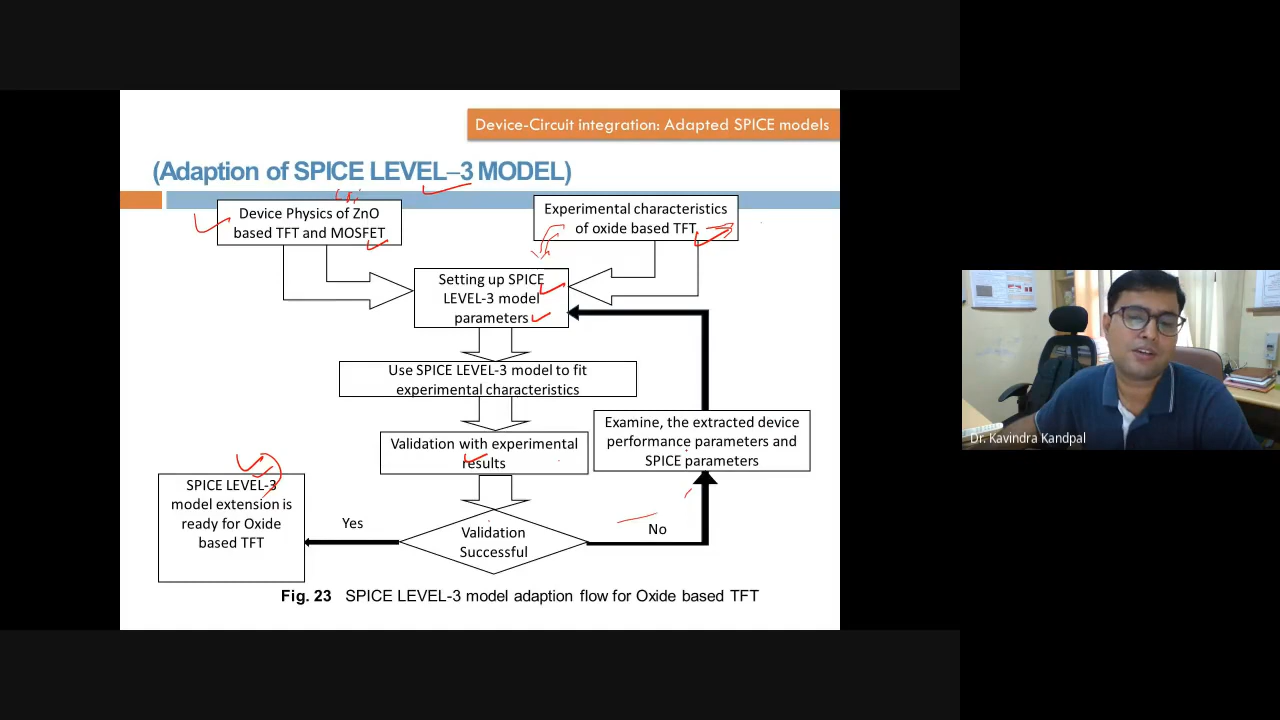 Device-Circuit integration: Adapted SPICE models
(Adaption of SPICE LEVEL–3 MODEL)
Device Physics of ZnO
based TFT and MOSFET
Experimental characteristics
of oxide based TFT
Setting up SPICE
LEVEL-3 model
parameters
Use SPICE LEVEL-3 model to fit
experimental characteristics
Validation with experimental
results
Examine, the extracted device
performance parameters and
SPICE parameters
Validation
Successful
Yes
No
SPICE LEVEL-3
model extension is
ready for Oxide
based TFT
Fig. 23 SPICE LEVEL-3 model adaption flow for Oxide based TFT
Dr. Kavindra Kandpal